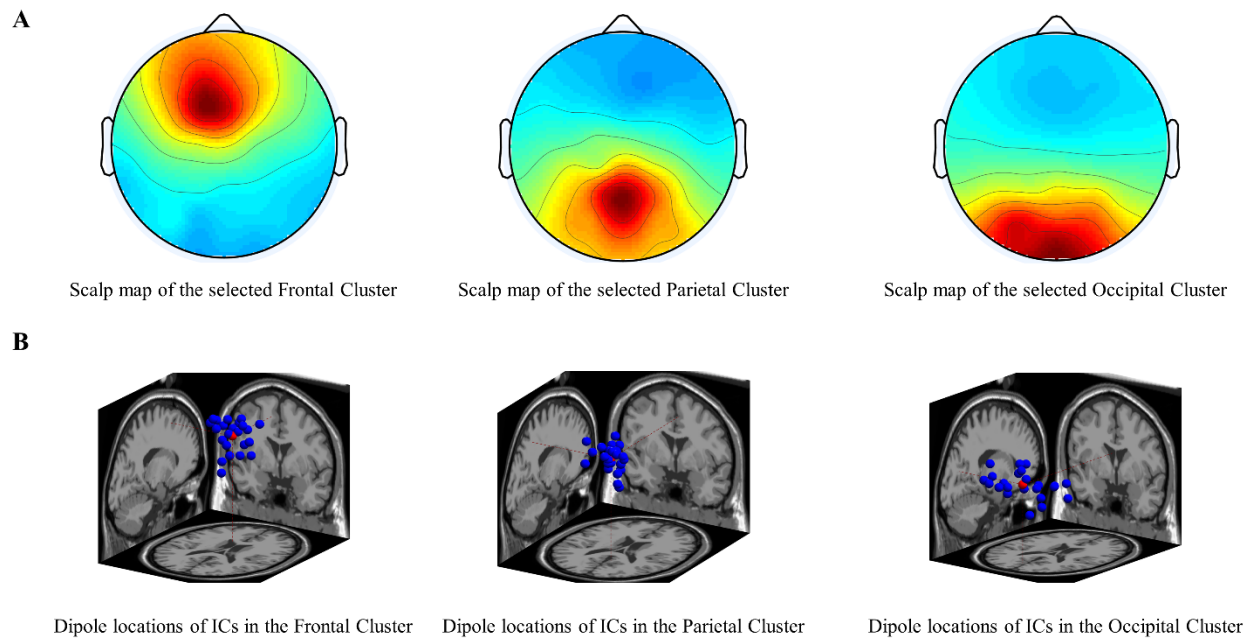 A
Scalp map of the selected Frontal Cluster
Scalp map of the selected Parietal Cluster
Scalp map of the selected Occipital Cluster
B
Dipole locations of ICs in the Frontal Cluster
Dipole locations of ICs in the Parietal Cluster
Dipole locations of ICs in the Occipital Cluster